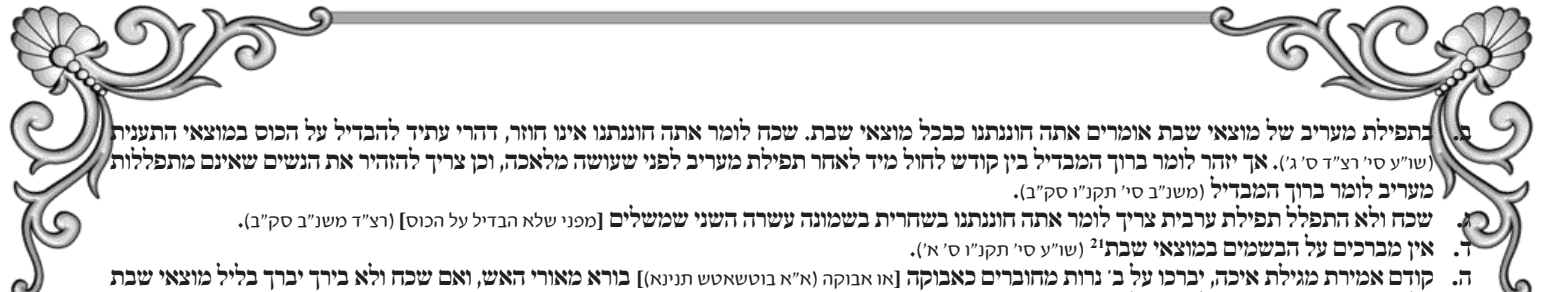 ב. בתפילת מעריב של מוצאי שבת אומרים אתה חוננתנו כבכל מוצאי שבת. שכח לומר אתה חוננתנו אינו חוזר, דהרי עתיד להבדיל על הכוס במוצאי התענית
(שו"ע סי' רצ"ד ס' ג'). אך יזהר לומר ברוך המבדיל בין קודש לחול מיד לאחר תפילת מעריב לפני שעושה מלאכה, וכן צריך להזהיר את הנשים שאינם מתפללות
מעריב לומר ברוך המבדיל (משנ"ב סי' תקנ"ו סק"ב).
ג. שכח ולא התפלל תפילת ערבית צריך לומר אתה חוננתנו בשחרית בשמונה עשרה השני שמשלים [מפני שלא הבדיל על הכוס] (רצ"ד משנ"ב סק"ב).
ד. אין מברכים על הבשמים במוצאי שבת21 (שו"ע סי' תקנ"ו ס' א').
ה. קודם אמירת מגילת איכה, יברכו על ב' נרות מחוברים כאבוקה [או אבוקה (א"א בוטשאטש תנינא)] בורא מאורי האש, ואם שכח ולא בירך יברך בליל מוצאי שבת